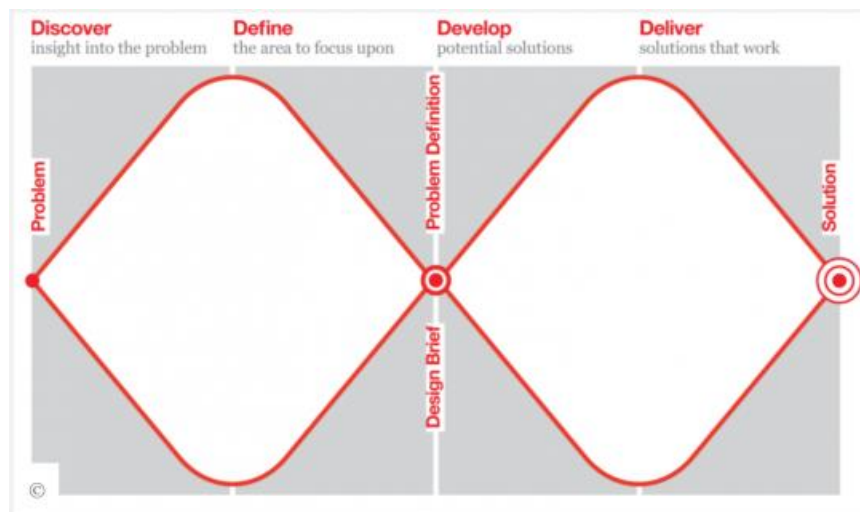 Discover
insight into the problem
Define
the area to focus upon
Develop
potential solutions
Deliver
solutions that work
Problem
Problem Definition
Design Brief
Solution
©